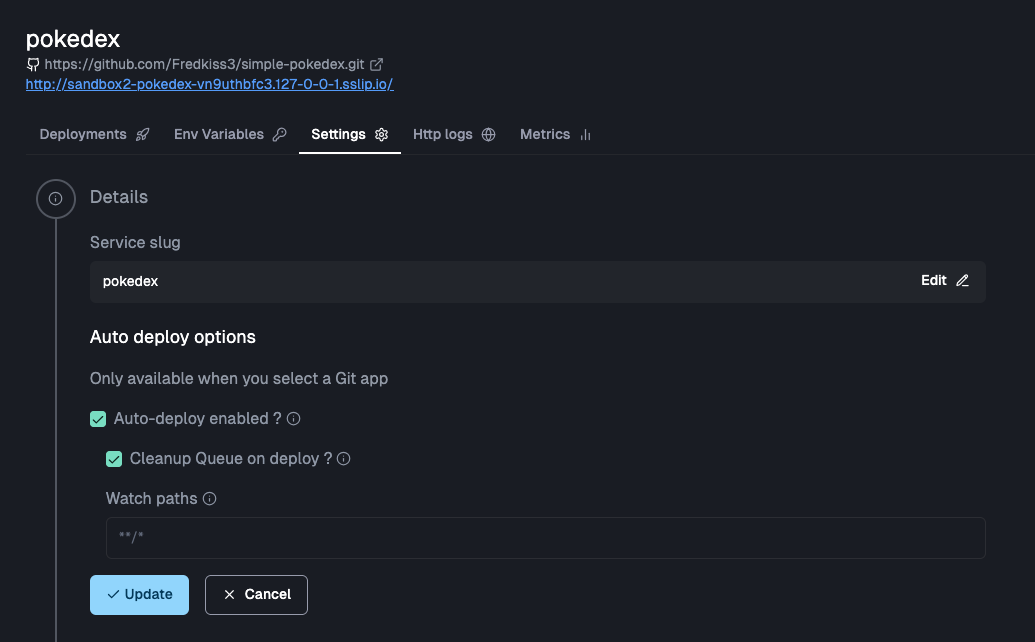 pokedex
https://github.com/Fredkiss3/simple-pokedex.git
http://sandbox2-pokedex-vn9uthbfc3.127-0-0-1.sslip.io/
Deployments Env Variables Settings Http logs Metrics
Details
Service slug
pokedex Edit
Auto deploy options
Only available when you select a Git app
Auto-deploy enabled ?
Cleanup Queue on deploy ?
Watch paths
**/*
Update Cancel